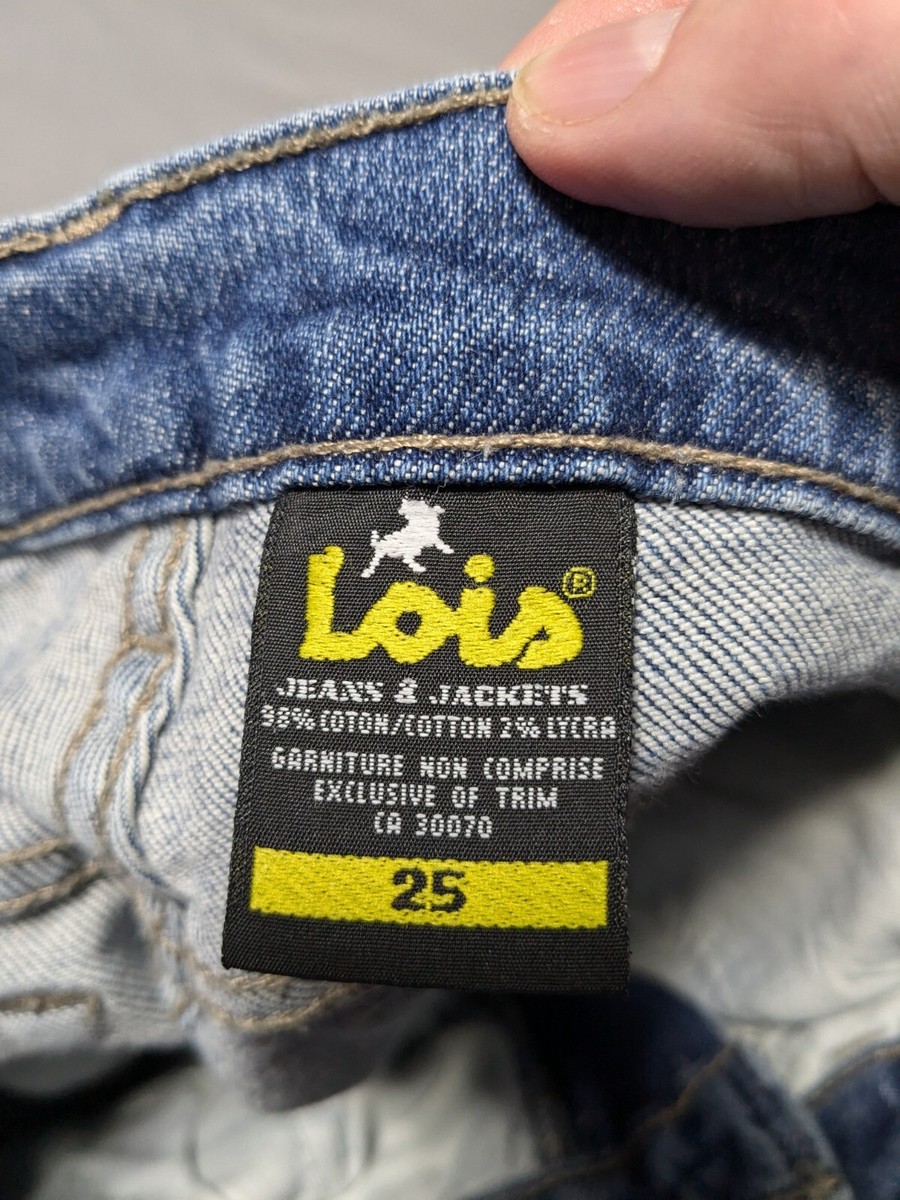 Lois®
JEANS & JACKETS
98% COTON/COTTON 2% LYCRA
GARNITURE NON COMPRISE
EXCLUSIVE OF TRIM
CA 30070
25